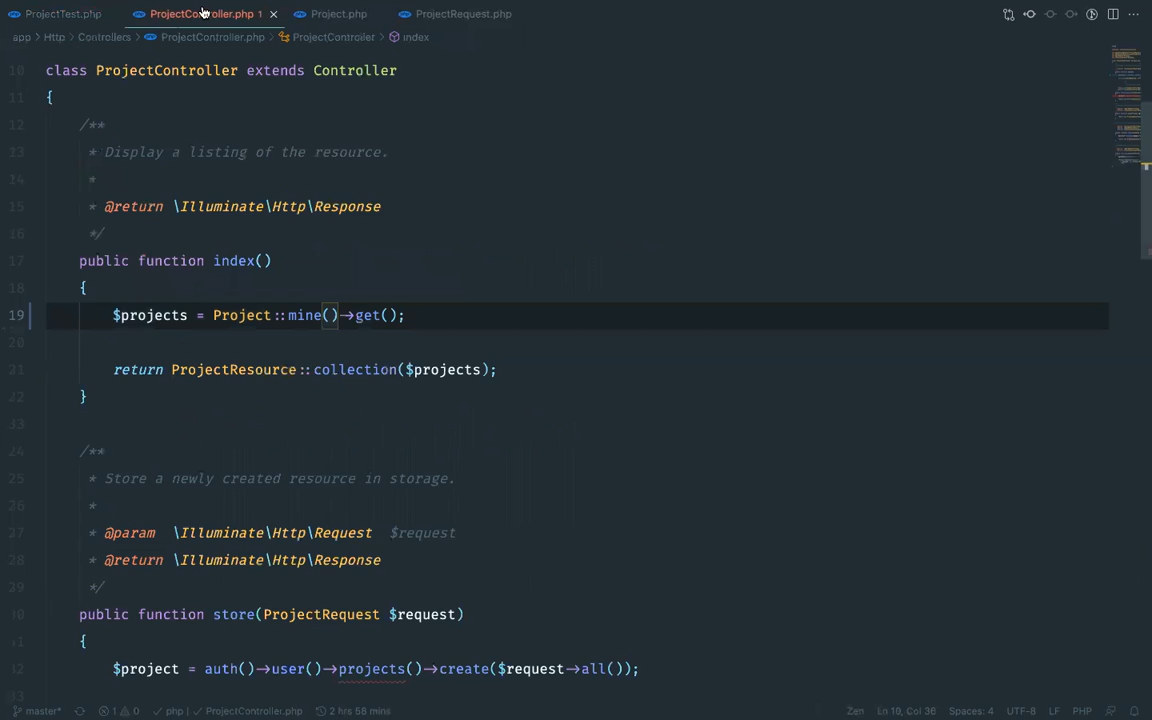 ProjectTest.php ProjectController.php 1 Project.php ProjectRequest.php
app Http Controllers ProjectController.php ProjectController index
10 class ProjectController extends Controller
11 {
12 /**
13 * Display a listing of the resource.
14 *
15 * @return \Illuminate\Http\Response
16 */
17 public function index()
18 {
19 $projects = Project::mine()->get();
20
21 return ProjectResource::collection($projects);
22 }
23
24 /**
25 * Store a newly created resource in storage.
26 *
27 * @param \Illuminate\Http\Request $request
28 * @return \Illuminate\Http\Response
29 */
30 public function store(ProjectRequest $request)
31 {
32 $project = auth()->user()->projects()->create($request->all());
33
master* 1 0 php ProjectController.php 2 hrs 58 mins Zen Ln 19, Col 36 Spaces: 4 UTF-8 LF PHP